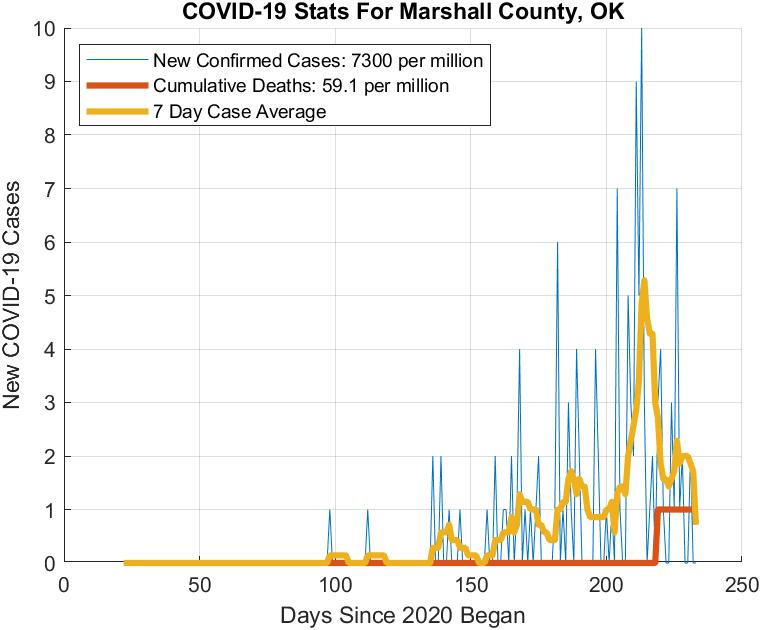 COVID-19 Stats For Marshall County, OK
New Confirmed Cases: 7300 per million
Cumulative Deaths: 59.1 per million
7 Day Case Average
New COVID-19 Cases
10
9
8
7
6
5
4
3
2
1
0
0 50 100 150 200 250
Days Since 2020 Began